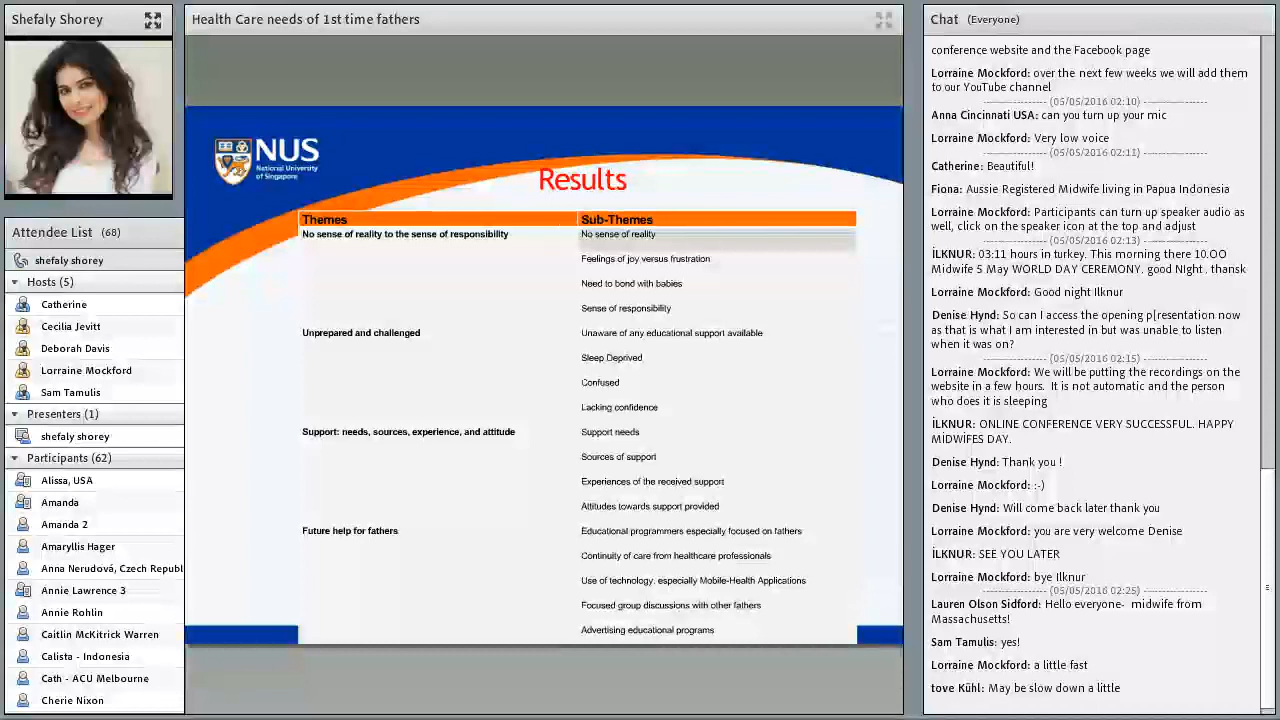 Shefaly Shorey
Attendee List (68)
shefaly shorey
Hosts (5)
Catherine
Cecilia Jevitt
Deborah Davis
Lorraine Mockford
Sam Tamulis
Presenters (1)
shefaly shorey
Participants (62)
Alissa, USA
Amanda
Amanda 2
Amaryllis Hager
Anna Nerudová, Czech Republ
Annie Lawrence 3
Annie Rohlin
Caitlin McKitrick Warren
Calista - Indonesia
Cath - ACU Melbourne
Cherie Nixon
Health Care needs of 1st time fathers
NUS
National University
of Singapore
Results
Themes Sub-Themes
No sense of reality to the sense of responsibility No sense of reality
Feelings of joy versus frustration
Need to bond with babies
Sense of responsibility
Unprepared and challenged Unaware of any educational support available
Sleep Deprived
Confused
Lacking confidence
Support: needs, sources, experience, and attitude Support needs
Sources of support
Experiences of the received support
Attitudes towards support provided
Future help for fathers Educational programmers especially focused on fathers
Continuity of care from healthcare professionals
Use of technology, especially Mobile-Health Applications
Focused group discussions with other fathers
Advertising educational programs
Chat (Everyone)
conference website and the Facebook page
Lorraine Mockford: over the next few weeks we will add them
to our YouTube channel
---------------- (05/05/2016 02:10) ----------------
Anna Cincinnati USA: can you turn up your mic
Lorraine Mockford: Very low voice
---------------- (05/05/2016 02:11) ----------------
Catherine: Beautiful!
Fiona: Aussie Registered Midwife living in Papua Indonesia
Lorraine Mockford: Participants can turn up speaker audio as
well, click on the speaker icon at the top and adjust
---------------- (05/05/2016 02:13) ----------------
İLKNUR: 03:11 hours in turkey. This morning there 10.OO
Midwife 5 May WORLD DAY CEREMONY. good NIght , thansk
Lorraine Mockford: Good night Ilknur
Denise Hynd: So can I access the opening p[resentation now
as that is what I am interested in but was unable to listen
when it was on?
---------------- (05/05/2016 02:15) ----------------
Lorraine Mockford: We will be putting the recordings on the
website in a few hours. It is not automatic and the person
who does it is sleeping
İLKNUR: ONLINE CONFERENCE VERY SUCCESSFUL. HAPPY
MİDWİFES DAY.
Denise Hynd: Thank you !
Lorraine Mockford: :-)
Denise Hynd: Will come back later thank you
Lorraine Mockford: you are very welcome Denise
İLKNUR: SEE YOU LATER
Lorraine Mockford: bye Ilknur
---------------- (05/05/2016 02:25) ----------------
Lauren Olson Sidford: Hello everyone- midwife from
Massachusetts!
Sam Tamulis: yes!
Lorraine Mockford: a little fast
tove Kühl: May be slow down a little